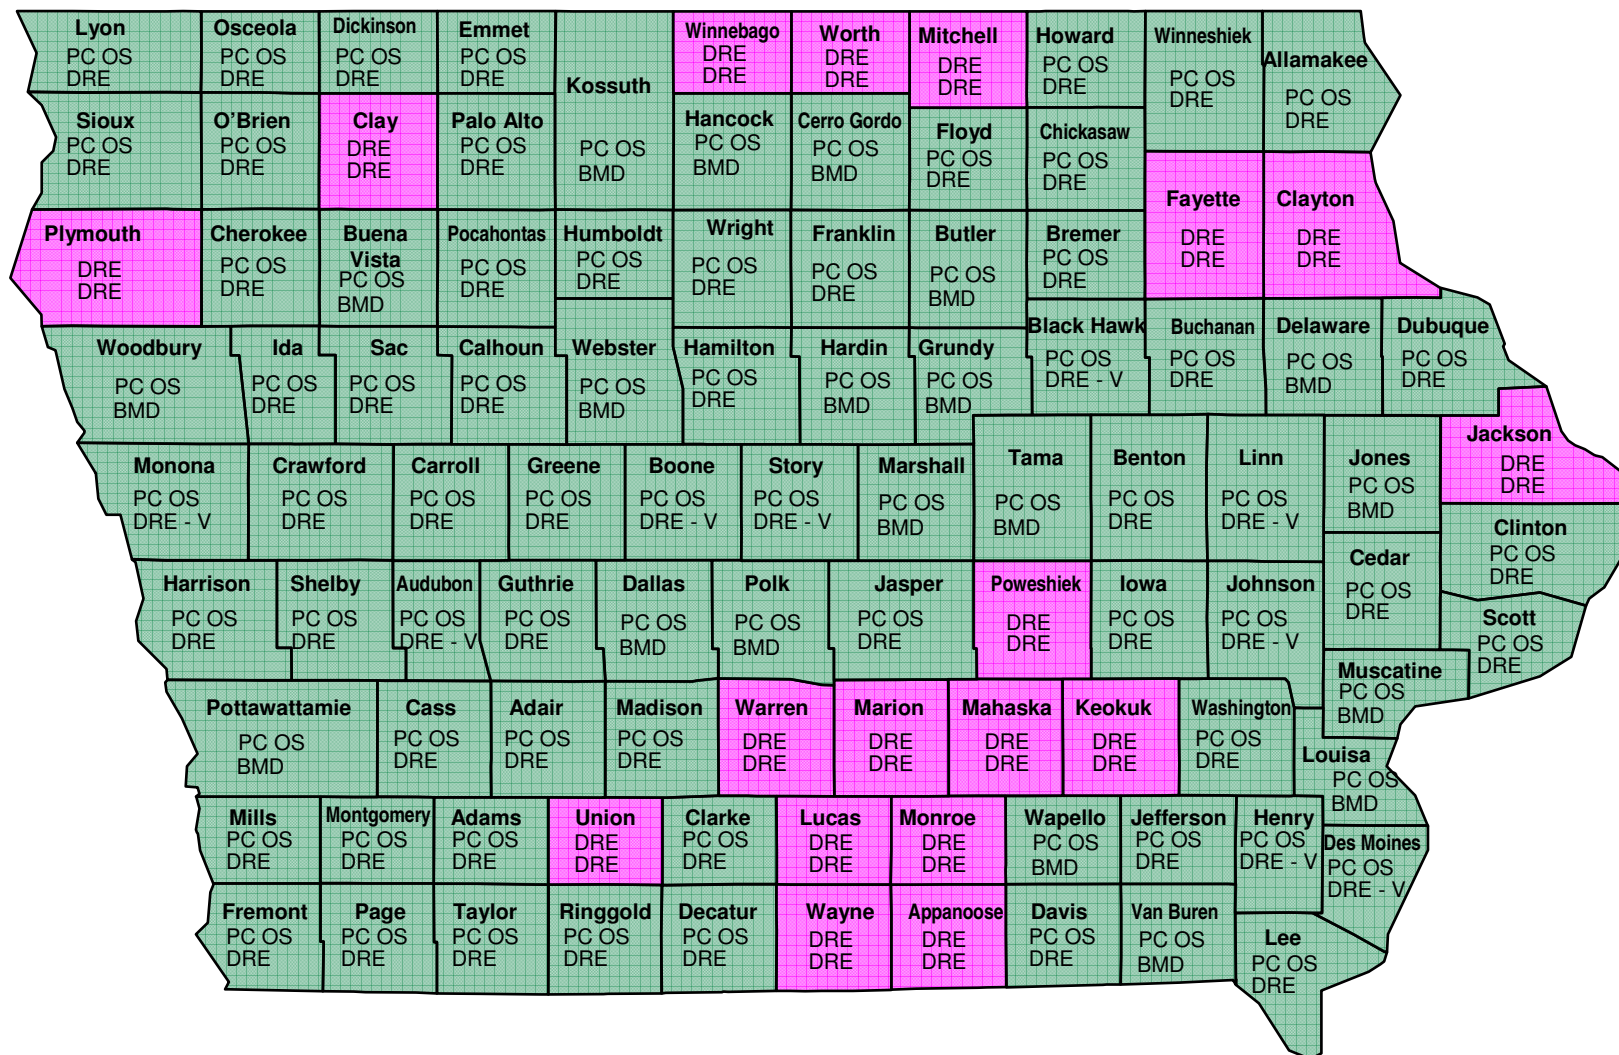 Lyon
PC OS
DRE
Osceola
PC OS
DRE
Dickinson
PC OS
DRE
Emmet
PC OS
DRE
Kossuth
PC OS
BMD
Winnebago
DRE
DRE
Worth
DRE
DRE
Mitchell
DRE
DRE
Howard
PC OS
DRE
Winneshiek
PC OS
DRE
Allamakee
PC OS
DRE
Sioux
PC OS
DRE
O'Brien
PC OS
DRE
Clay
DRE
DRE
Palo Alto
PC OS
DRE
Hancock
PC OS
BMD
Cerro Gordo
PC OS
BMD
Floyd
PC OS
DRE
Chickasaw
PC OS
DRE
Fayette
DRE
DRE
Clayton
DRE
DRE
Plymouth
DRE
DRE
Cherokee
PC OS
DRE
Buena
Vista
PC OS
BMD
Pocahontas
PC OS
DRE
Humboldt
PC OS
DRE
Wright
PC OS
DRE
Franklin
PC OS
DRE
Butler
PC OS
BMD
Bremer
PC OS
DRE
Woodbury
PC OS
BMD
Ida
PC OS
DRE
Sac
PC OS
DRE
Calhoun
PC OS
DRE
Webster
PC OS
BMD
Hamilton
PC OS
DRE
Hardin
PC OS
BMD
Grundy
PC OS
BMD
Black Hawk
PC OS
DRE - V
Buchanan
PC OS
DRE
Delaware
PC OS
BMD
Dubuque
PC OS
DRE
Monona
PC OS
DRE - V
Crawford
PC OS
DRE
Carroll
PC OS
DRE
Greene
PC OS
DRE
Boone
PC OS
DRE - V
Story
PC OS
DRE - V
Marshall
PC OS
BMD
Tama
PC OS
BMD
Benton
PC OS
DRE
Linn
PC OS
DRE - V
Jones
PC OS
BMD
Jackson
DRE
DRE
Clinton
PC OS
DRE
Harrison
PC OS
DRE
Shelby
PC OS
DRE
Audubon
PC OS
DRE - V
Guthrie
PC OS
DRE
Dallas
PC OS
BMD
Polk
PC OS
BMD
Jasper
PC OS
DRE
Poweshiek
DRE
DRE
Iowa
PC OS
DRE
Johnson
PC OS
DRE - V
Cedar
PC OS
DRE
Scott
PC OS
DRE
Muscatine
PC OS
BMD
Pottawattamie
PC OS
BMD
Cass
PC OS
DRE
Adair
PC OS
DRE
Madison
PC OS
DRE
Warren
DRE
DRE
Marion
DRE
DRE
Mahaska
DRE
DRE
Keokuk
DRE
DRE
Washington
PC OS
DRE
Louisa
PC OS
BMD
Mills
PC OS
DRE
Montgomery
PC OS
DRE
Adams
PC OS
DRE
Union
DRE
DRE
Clarke
PC OS
DRE
Lucas
DRE
DRE
Monroe
DRE
DRE
Wapello
PC OS
BMD
Jefferson
PC OS
DRE
Henry
PC OS
DRE - V
Des Moines
PC OS
DRE - V
Fremont
PC OS
DRE
Page
PC OS
DRE
Taylor
PC OS
DRE
Ringgold
PC OS
DRE
Decatur
PC OS
DRE
Wayne
DRE
DRE
Appanoose
DRE
DRE
Davis
PC OS
DRE
Van Buren
PC OS
BMD
Lee
PC OS
DRE